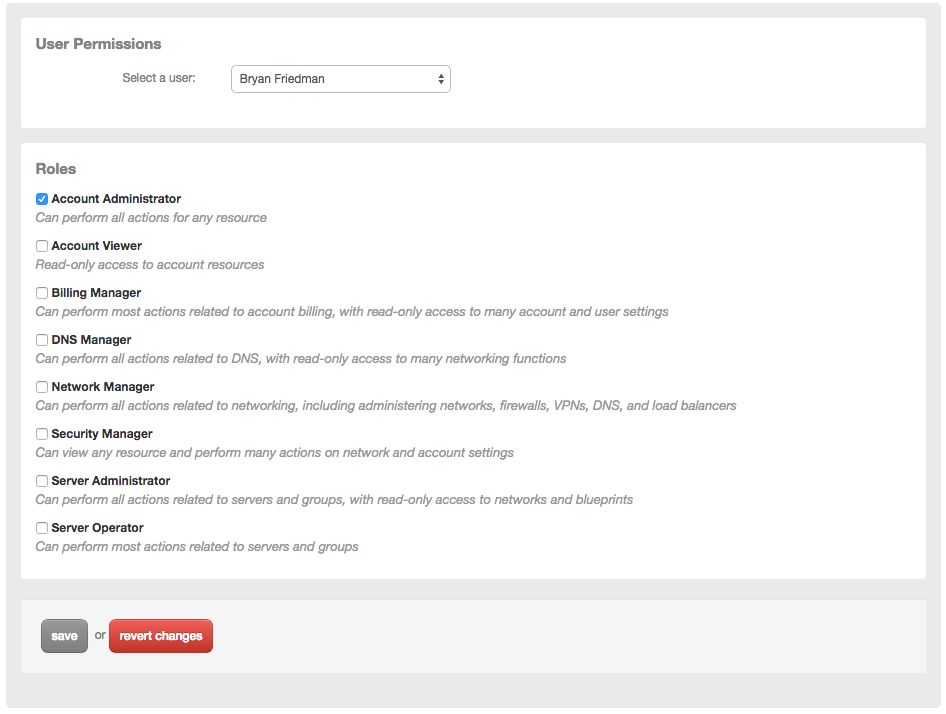 User Permissions
Select a user: Bryan Friedman
Roles
Account Administrator
Can perform all actions for any resource
Account Viewer
Read-only access to account resources
Billing Manager
Can perform most actions related to account billing, with read-only access to many account and user settings
DNS Manager
Can perform all actions related to DNS, with read-only access to many networking functions
Network Manager
Can perform all actions related to networking, including administering networks, firewalls, VPNs, DNS, and load balancers
Security Manager
Can view any resource and perform many actions on network and account settings
Server Administrator
Can perform all actions related to servers and groups, with read-only access to networks and blueprints
Server Operator
Can perform most actions related to servers and groups
save or revert changes